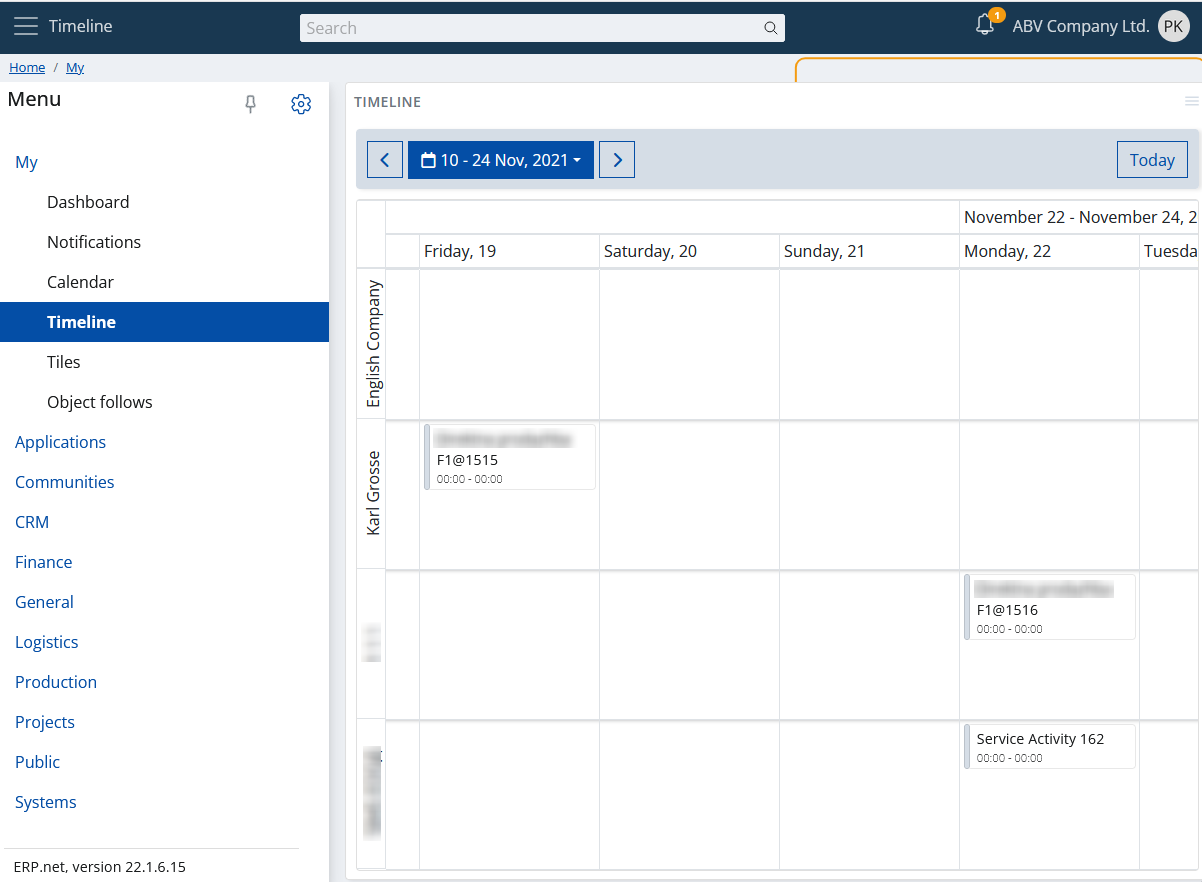 Timeline
Search
1
ABV Company Ltd.
PK
Home / My
Menu
My
Dashboard
Notifications
Calendar
Timeline
Tiles
Object follows
Applications
Communities
CRM
Finance
General
Logistics
Production
Projects
Public
Systems
ERP.net, version 22.1.6.15
TIMELINE
10 - 24 Nov, 2021
Today
November 22 - November 24, 2
Friday, 19
Saturday, 20
Sunday, 21
Monday, 22
Tuesda
English Company
Karl Grosse
F1@1515
00:00 - 00:00
F1@1516
00:00 - 00:00
Service Activity 162
00:00 - 00:00